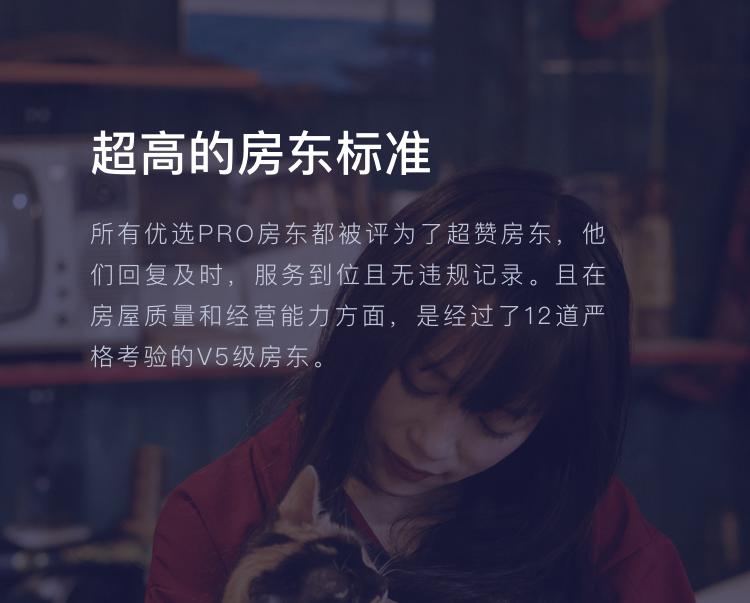 超高的房东标准
所有优选PRO房东都被评为了超赞房东，他
们回复及时，服务到位且无违规记录。且在
房屋质量和经营能力方面，是经过了12道严
格考验的V5级房东。